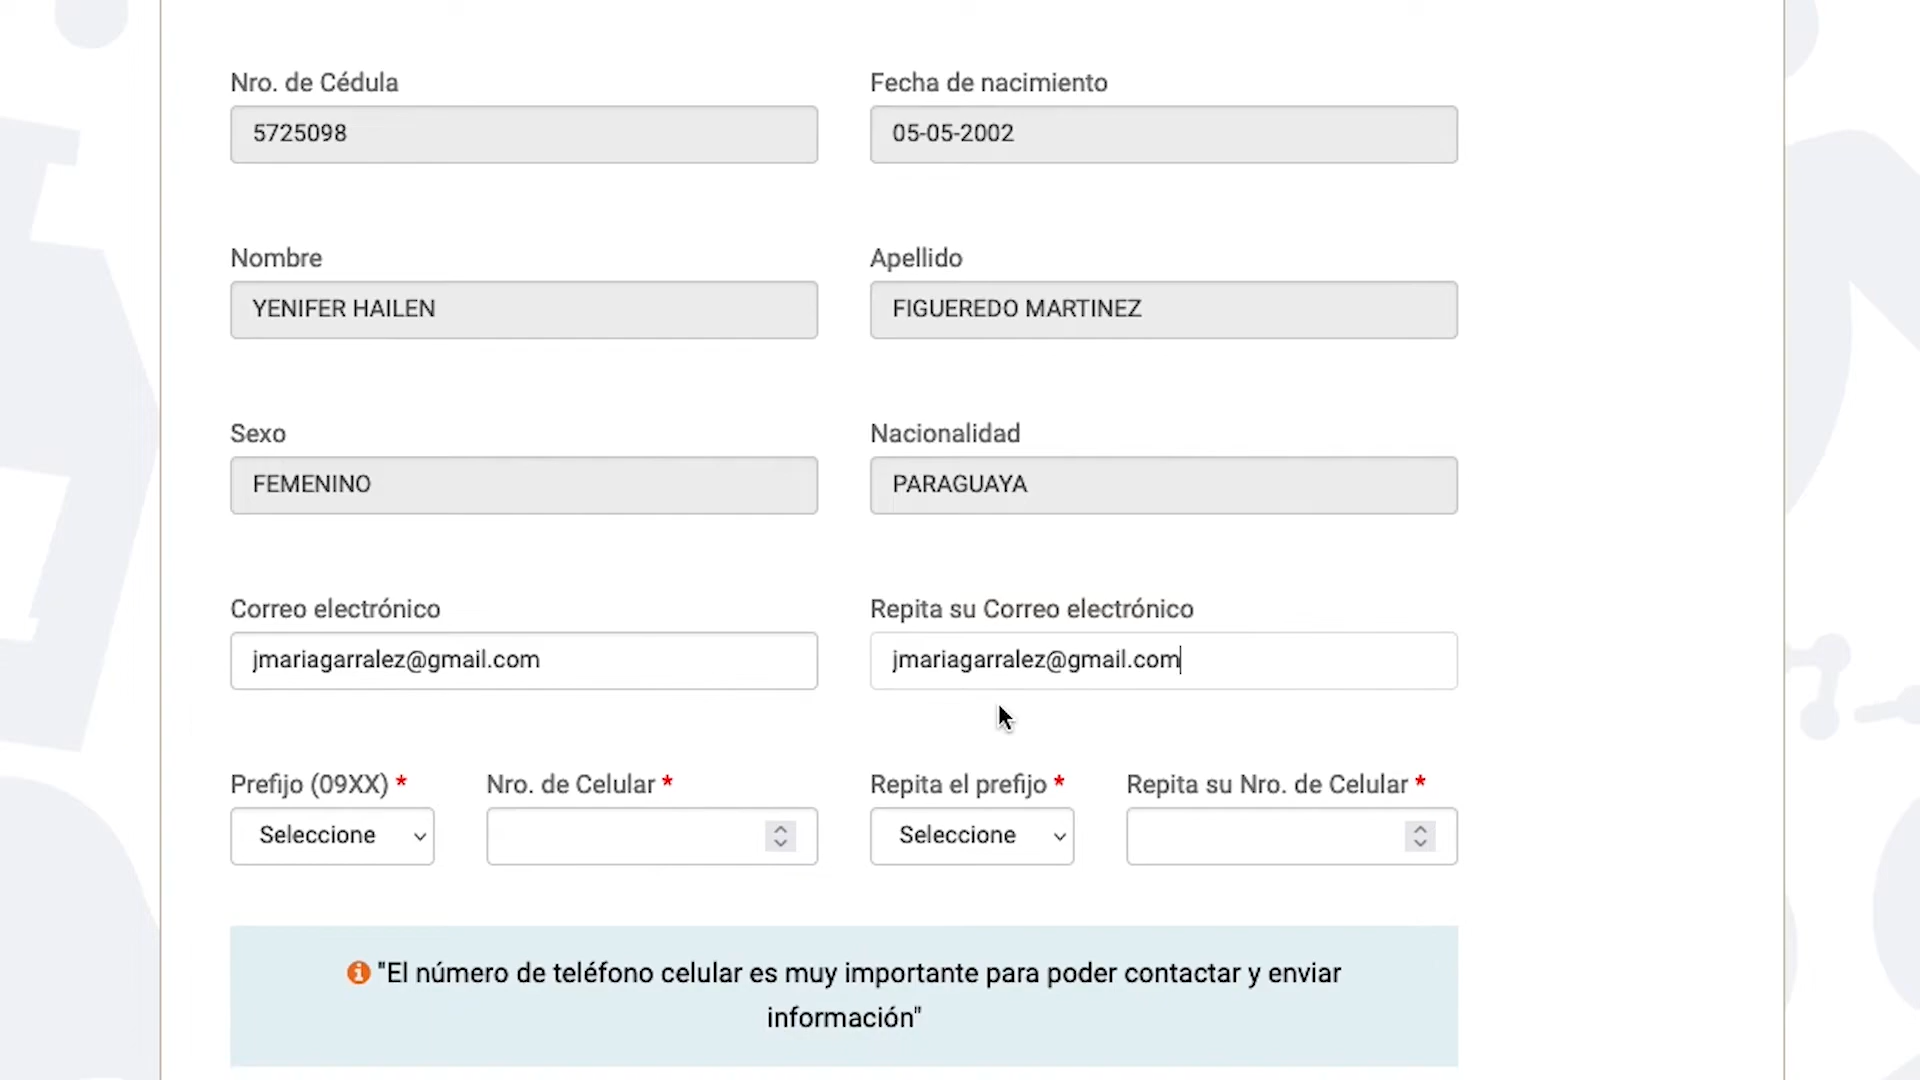 Nro. de Cédula
Fecha de nacimiento
5725098
05-05-2002
Nombre
Apellido
YENIFER HAILEN
FIGUEREDO MARTINEZ
Sexo
Nacionalidad
FEMENINO
PARAGUAYA
Correo electrónico
Repita su Correo electrónico
jmariagarralez@gmail.com
jmariagarralez@gmail.com
Prefijo (09XX) *
Nro. de Celular *
Repita el prefijo *
Repita su Nro. de Celular *
Seleccione
Seleccione
"El número de teléfono celular es muy importante para poder contactar y enviar
información"